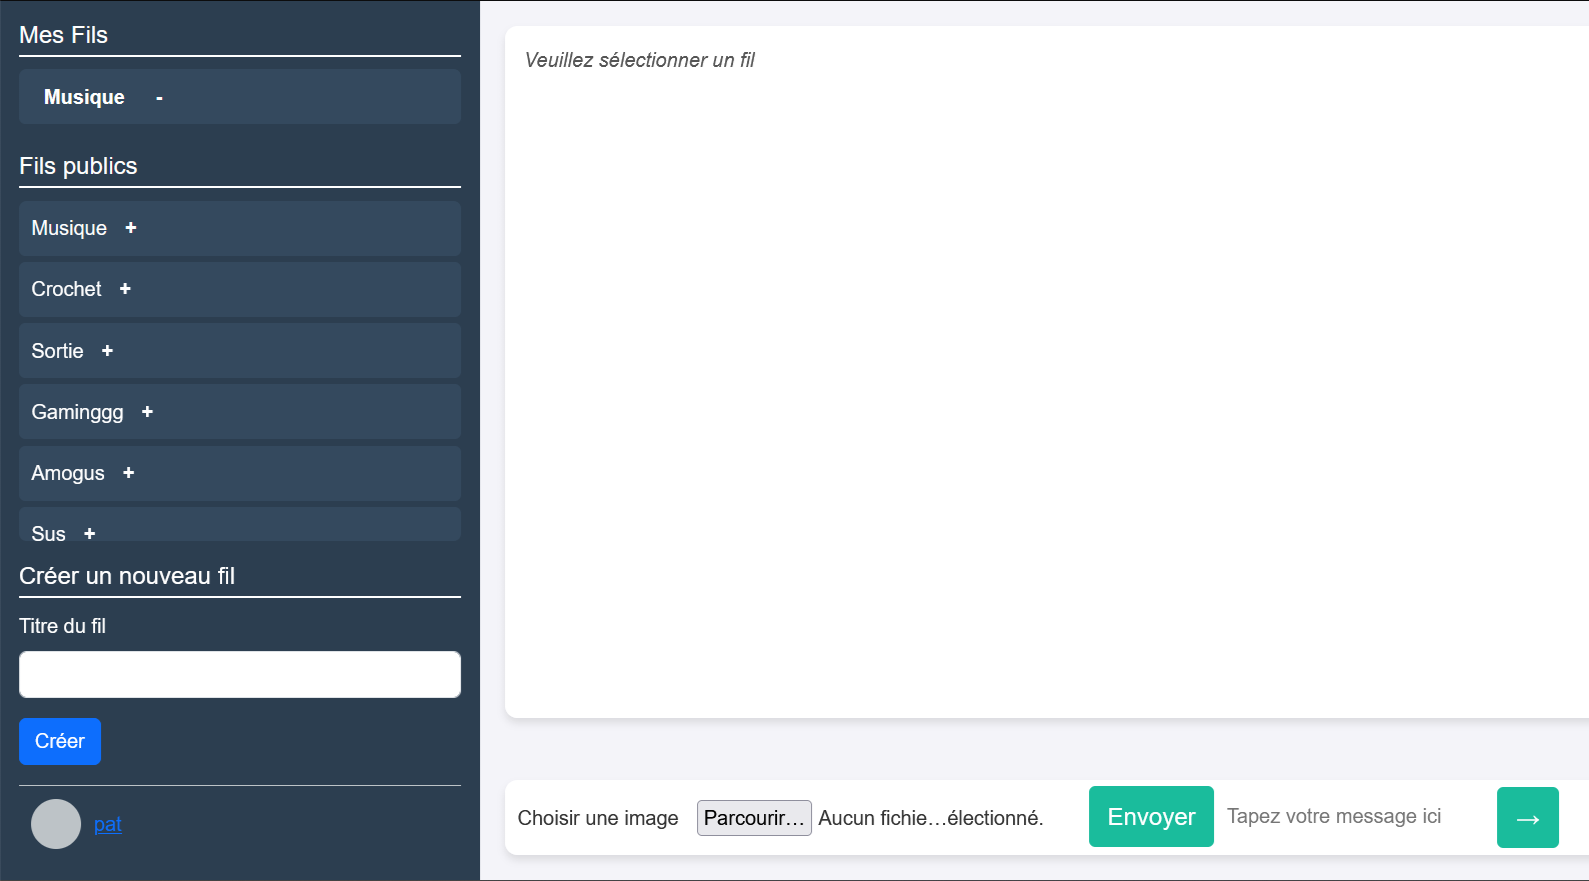 Mes Fils
Musique -
Fils publics
Musique +
Crochet +
Sortie +
Gaminggg +
Amogus +
Sus +
Créer un nouveau fil
Titre du fil
Créer
pat
Veuillez sélectionner un fil
Choisir une image Parcourir... Aucun fichie...électionné. Envoyer Tapez votre message ici →